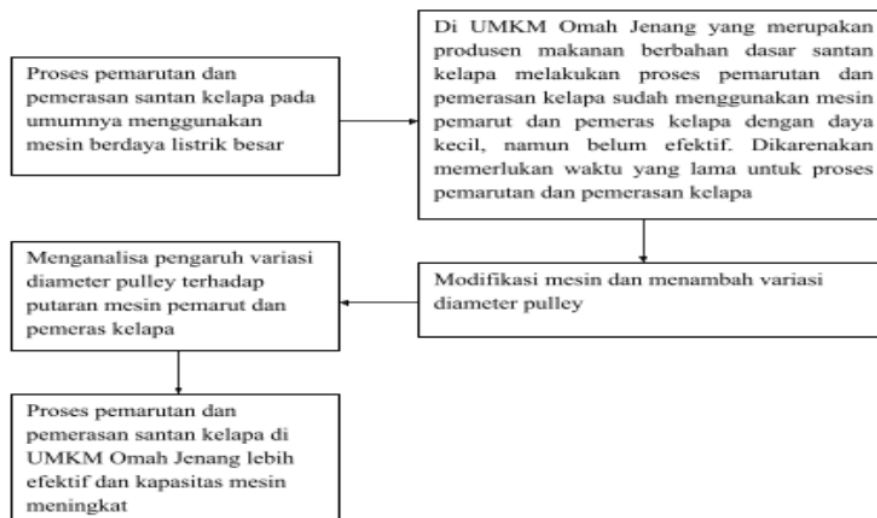 Proses pemarutan dan
pemerasan santan kelapa pada
umumnya menggunakan
mesin berdaya listrik besar
Di UMKM Omah Jenang yang merupakan
produsen makanan berbahan dasar santan
kelapa melakukan proses pemarutan dan
pemerasan kelapa sudah menggunakan mesin
pemarut dan pemeras kelapa dengan daya
kecil, namun belum efektif. Dikarenakan
memerlukan waktu yang lama untuk proses
pemarutan dan pemerasan kelapa
Modifikasi mesin dan menambah variasi
diameter pulley
Menganalisa pengaruh variasi
diameter pulley terhadap
putaran mesin pemarut dan
pemeras kelapa
Proses pemarutan dan
pemerasan santan kelapa di
UMKM Omah Jenang lebih
efektif dan kapasitas mesin
meningkat